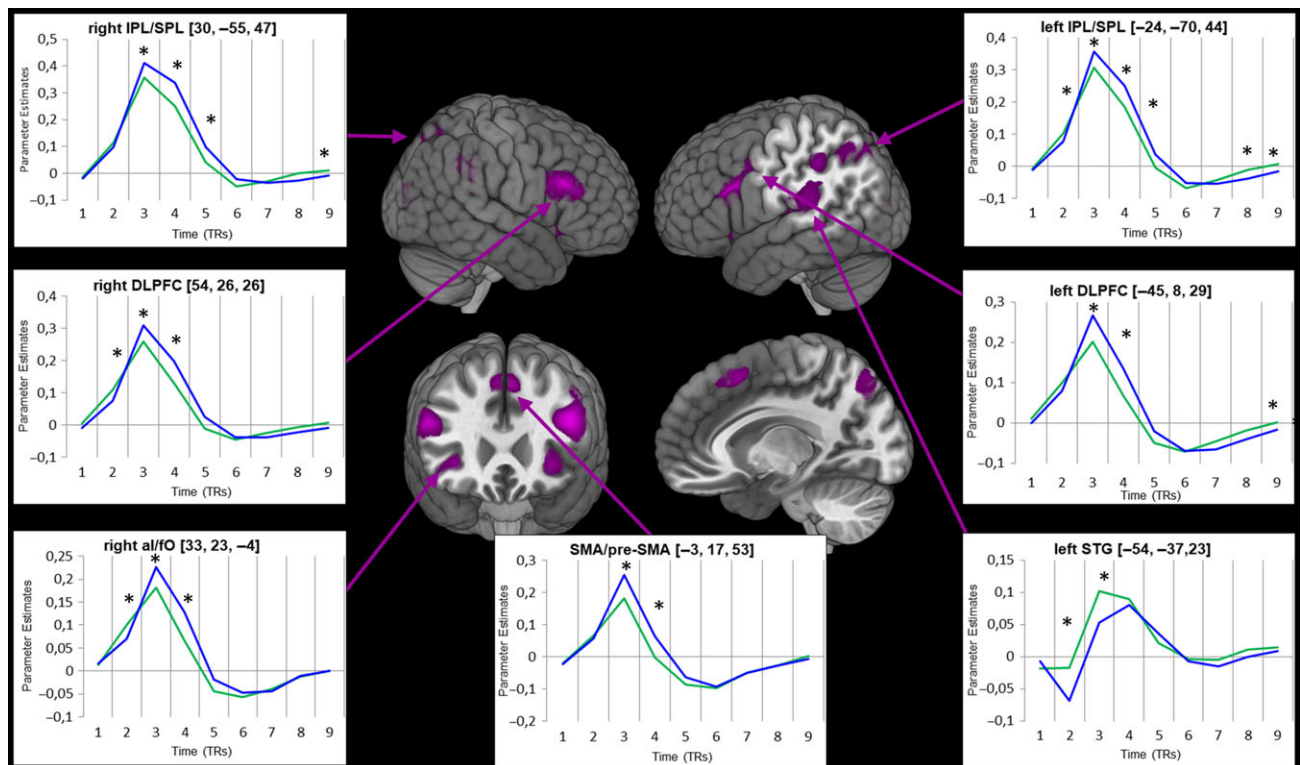 right IPL/SPL [30, –55, 47]
Parameter Estimates
0,5
0,4
0,3
0,2
0,1
0
–0,1
* * * *
1 2 3 4 5 6 7 8 9
Time (TRs)
right DLPFC [54, 26, 26]
Parameter Estimates
0,4
0,3
0,2
0,1
0
–0,1
* * *
1 2 3 4 5 6 7 8 9
Time (TRs)
right aI/fO [33, 23, –4]
Parameter Estimates
0,25
0,2
0,15
0,1
0,05
0
–0,05
–0,1
* * *
1 2 3 4 5 6 7 8 9
Time (TRs)
SMA/pre-SMA [–3, 17, 53]
Parameter Estimates
0,3
0,2
0,1
0
–0,1
–0,2
* *
1 2 3 4 5 6 7 8 9
Time (TRs)
left IPL/SPL [–24, –70, 44]
Parameter Estimates
0,4
0,3
0,2
0,1
0
–0,1
* * * * * *
1 2 3 4 5 6 7 8 9
Time (TRs)
left DLPFC [–45, 8, 29]
Parameter Estimates
0,3
0,2
0,1
0
–0,1
* * *
1 2 3 4 5 6 7 8 9
Time (TRs)
left STG [–54, –37,23]
Parameter Estimates
0,15
0,1
0,05
0
–0,05
–0,1
* *
1 2 3 4 5 6 7 8 9
Time (TRs)